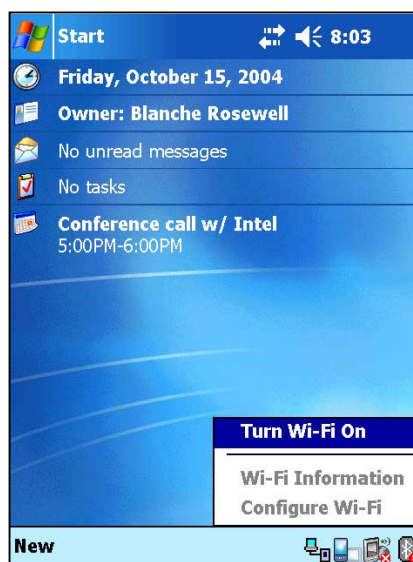 Start 8:03
Friday, October 15, 2004
Owner: Blanche Rosewell
No unread messages
No tasks
Conference call w/ Intel
5:00PM-6:00PM
Turn Wi-Fi On
Wi-Fi Information
Configure Wi-Fi
New